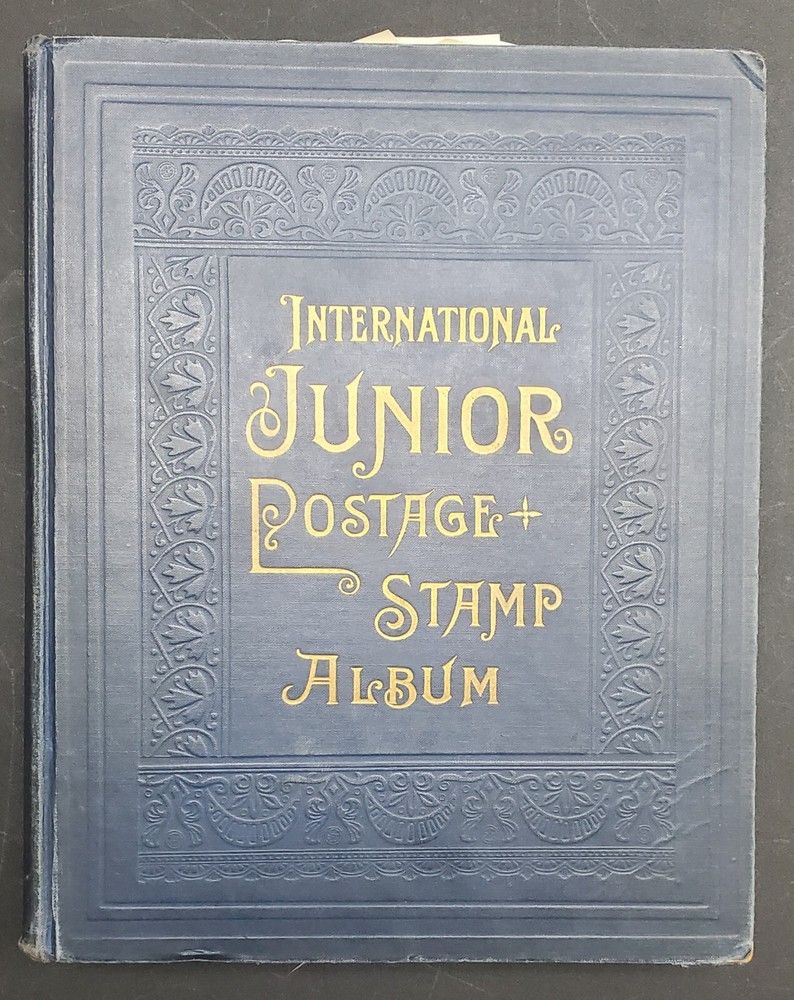 INTERNATIONAL
JUNIOR
POSTAGE
STAMP
ALBUM